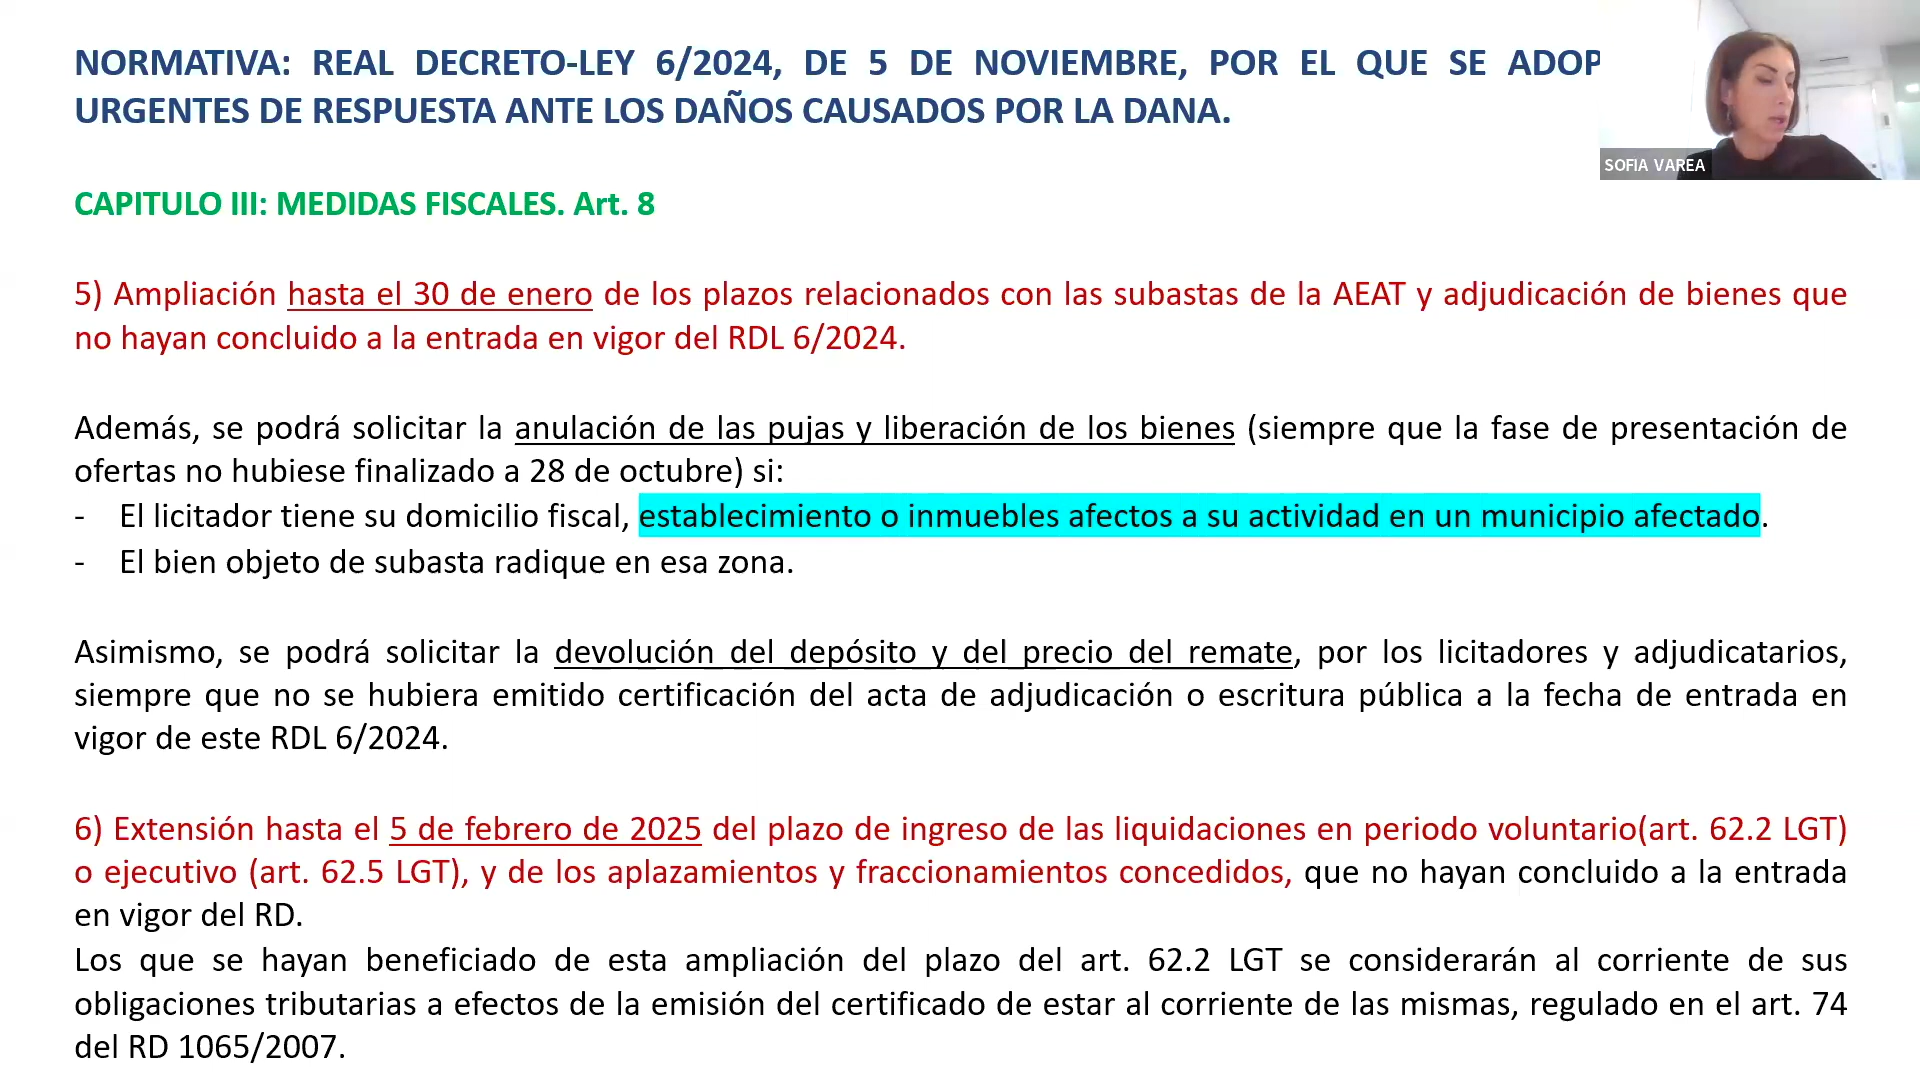 NORMATIVA: REAL DECRETO-LEY 6/2024, DE 5 DE NOVIEMBRE, POR EL QUE SE ADOP
URGENTES DE RESPUESTA ANTE LOS DAÑOS CAUSADOS POR LA DANA.
SOFIA VAREA
CAPITULO III: MEDIDAS FISCALES. Art. 8
5) Ampliación hasta el 30 de enero de los plazos relacionados con las subastas de la AEAT y adjudicación de bienes que
no hayan concluido a la entrada en vigor del RDL 6/2024.
Además, se podrá solicitar la anulación de las pujas y liberación de los bienes (siempre que la fase de presentación de
ofertas no hubiese finalizado a 28 de octubre) si:
- El licitador tiene su domicilio fiscal, establecimiento o inmuebles afectos a su actividad en un municipio afectado.
- El bien objeto de subasta radique en esa zona.
Asimismo, se podrá solicitar la devolución del depósito y del precio del remate, por los licitadores y adjudicatarios,
siempre que no se hubiera emitido certificación del acta de adjudicación o escritura pública a la fecha de entrada en
vigor de este RDL 6/2024.
6) Extensión hasta el 5 de febrero de 2025 del plazo de ingreso de las liquidaciones en periodo voluntario(art. 62.2 LGT)
o ejecutivo (art. 62.5 LGT), y de los aplazamientos y fraccionamientos concedidos, que no hayan concluido a la entrada
en vigor del RD.
Los que se hayan beneficiado de esta ampliación del plazo del art. 62.2 LGT se considerarán al corriente de sus
obligaciones tributarias a efectos de la emisión del certificado de estar al corriente de las mismas, regulado en el art. 74
del RD 1065/2007.